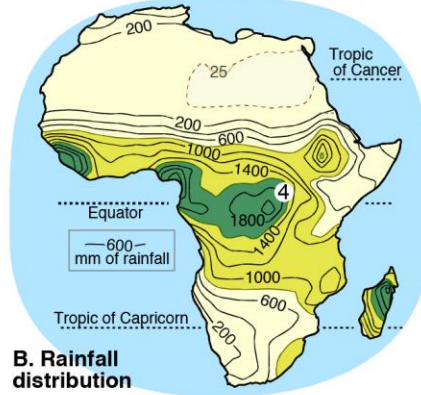 200
Tropic
of Cancer
25
200
600
1000
1400
4
Equator
1800
1400
—600—
mm of rainfall
1000
600
Tropic of Capricorn
200
B. Rainfall
distribution